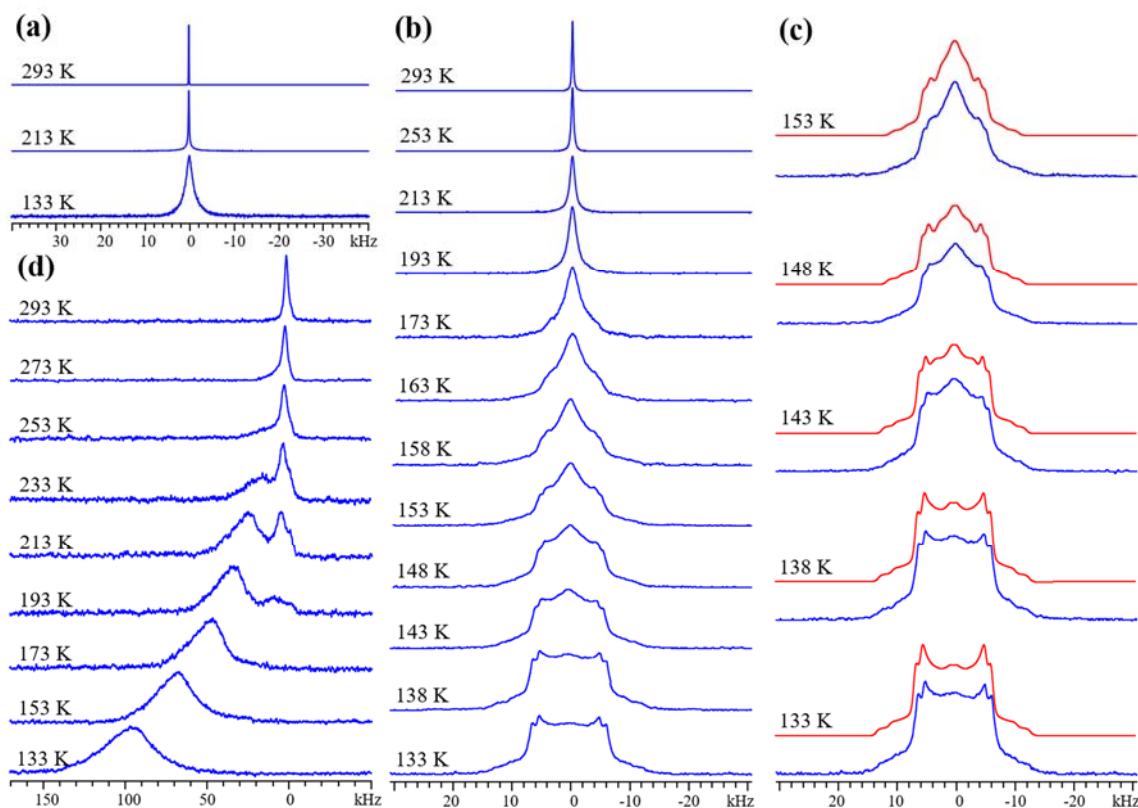 (a)
293 K
213 K
133 K
30 20 10 0 -10 -20 -30 kHz
(b)
293 K
253 K
213 K
193 K
173 K
163 K
158 K
153 K
148 K
143 K
138 K
133 K
20 10 0 -10 -20 kHz
(c)
153 K
148 K
143 K
138 K
133 K
20 10 0 -10 -20 kHz
(d)
293 K
273 K
253 K
233 K
213 K
193 K
173 K
153 K
133 K
100 50 0 kHz